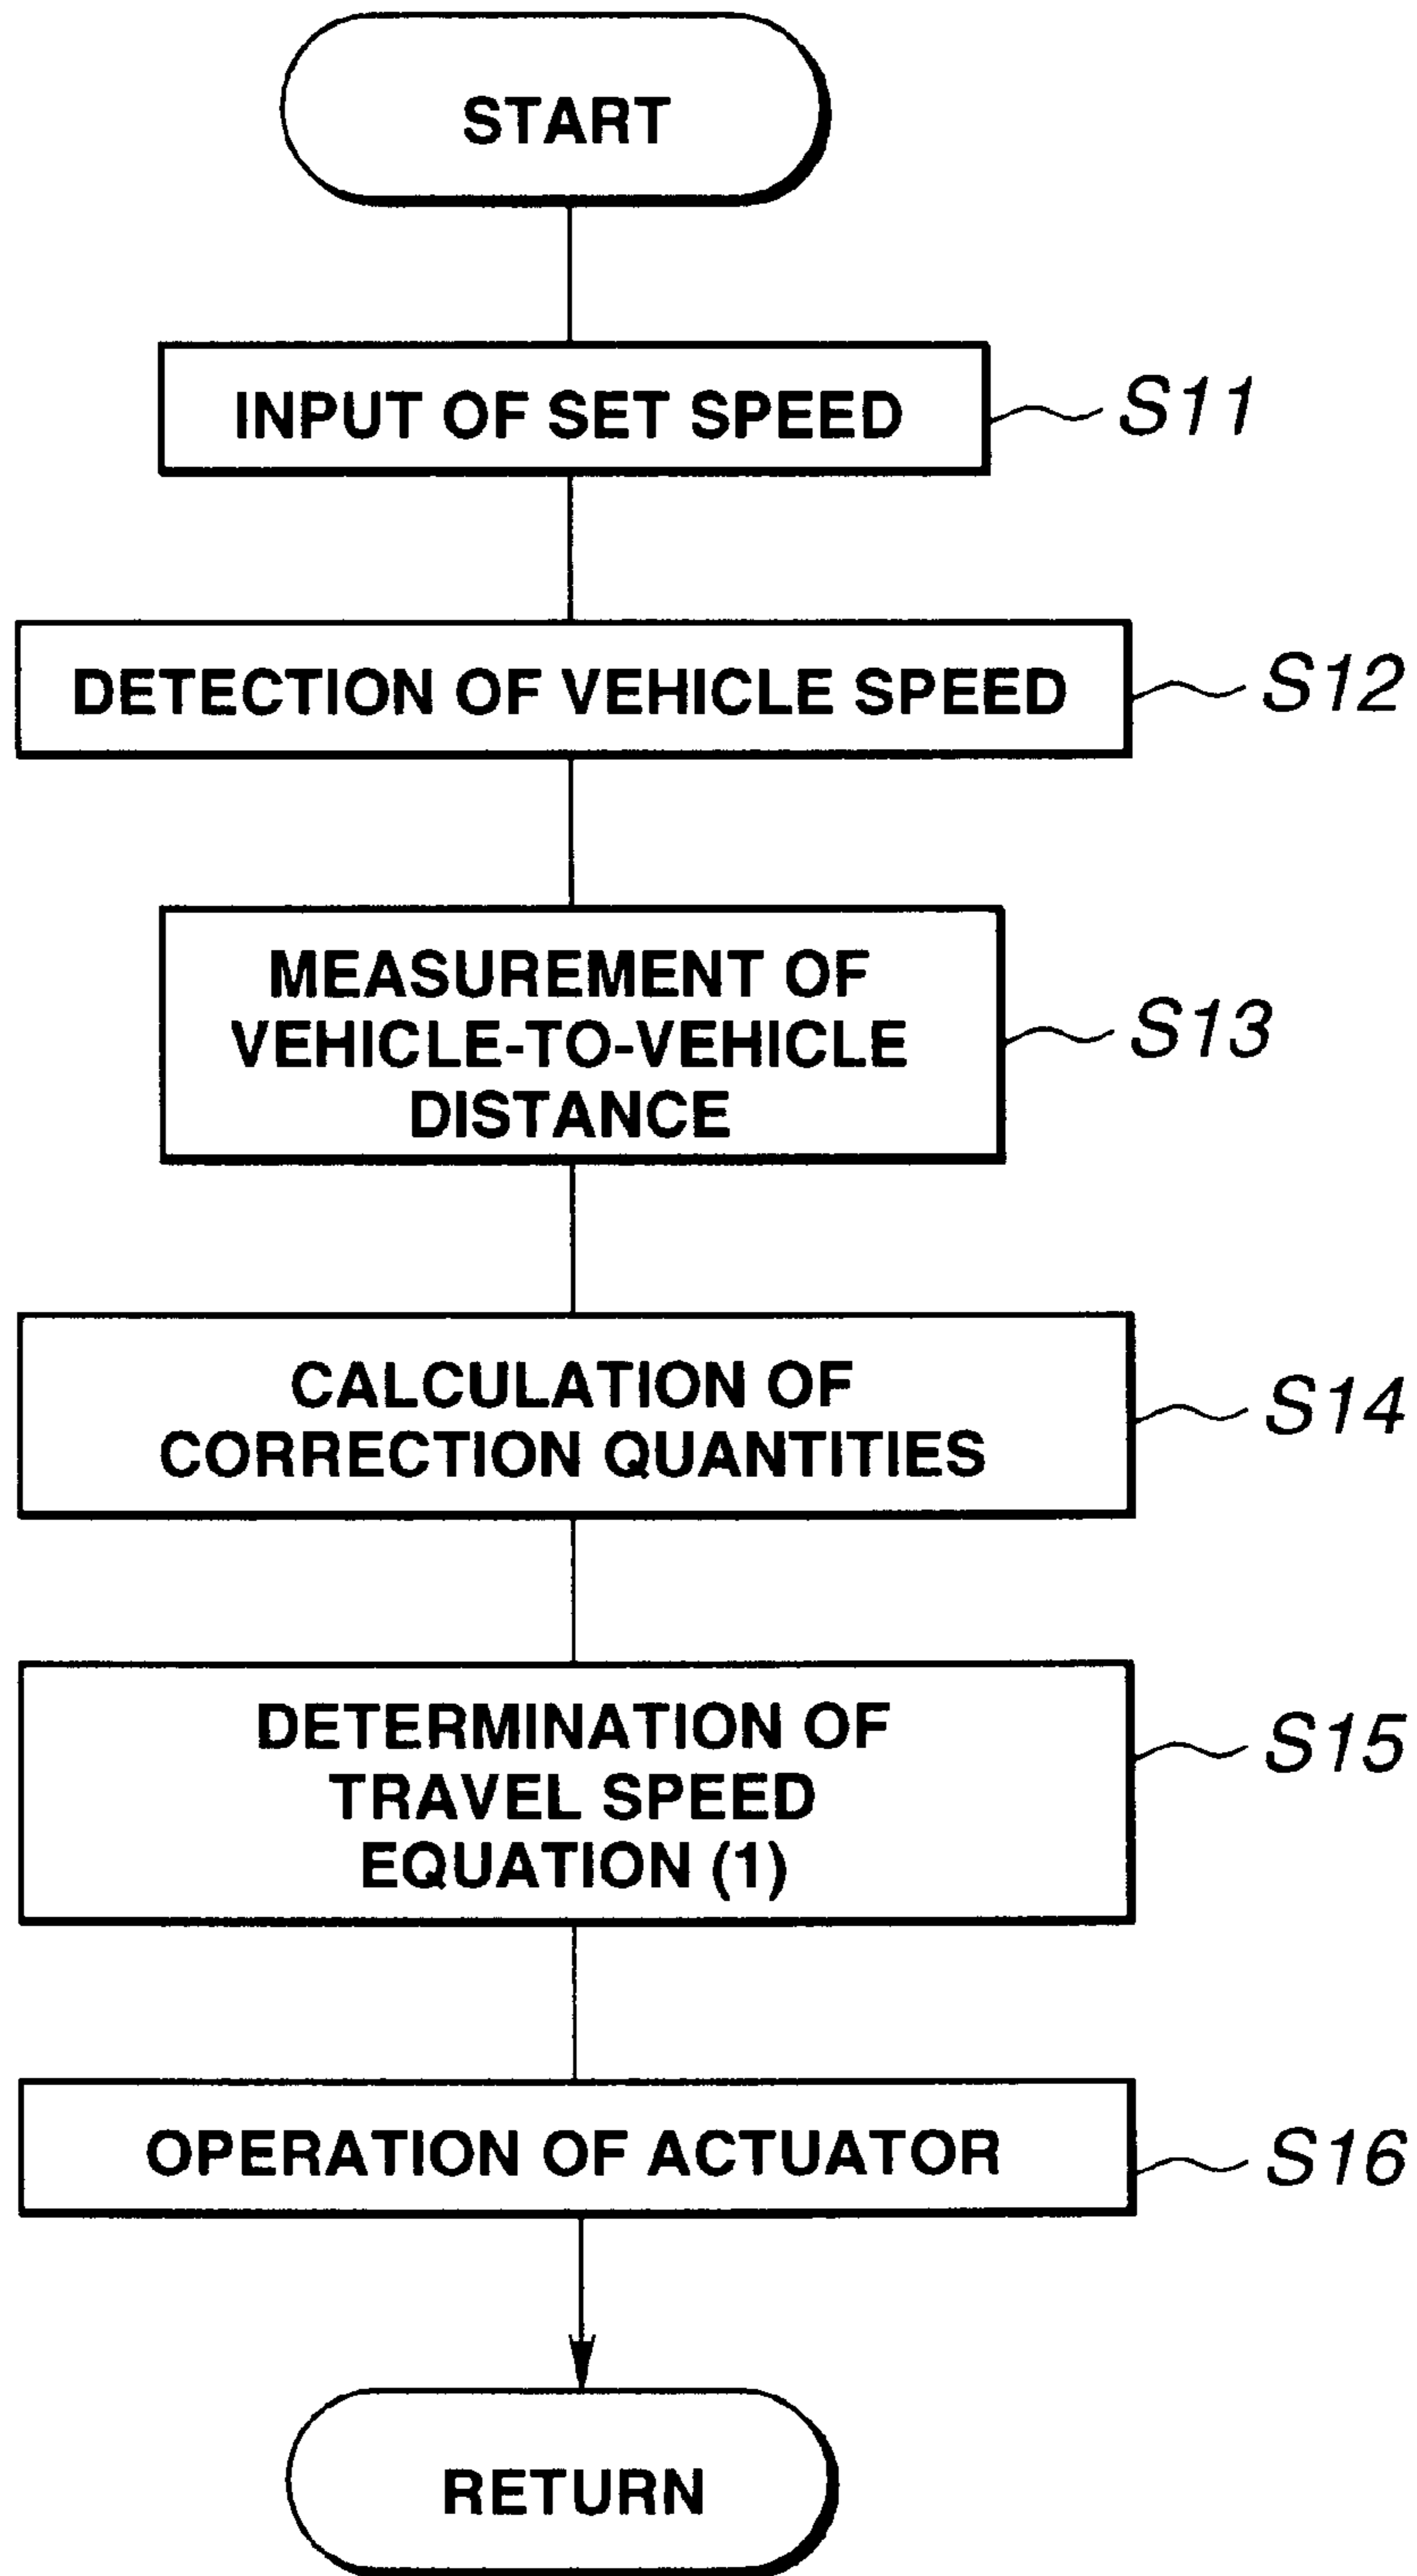 START
INPUT OF SET SPEED
S11
DETECTION OF VEHICLE SPEED
S12
MEASUREMENT OF
VEHICLE-TO-VEHICLE
DISTANCE
S13
CALCULATION OF
CORRECTION QUANTITIES
S14
DETERMINATION OF
TRAVEL SPEED
EQUATION (1)
S15
OPERATION OF ACTUATOR
S16
RETURN